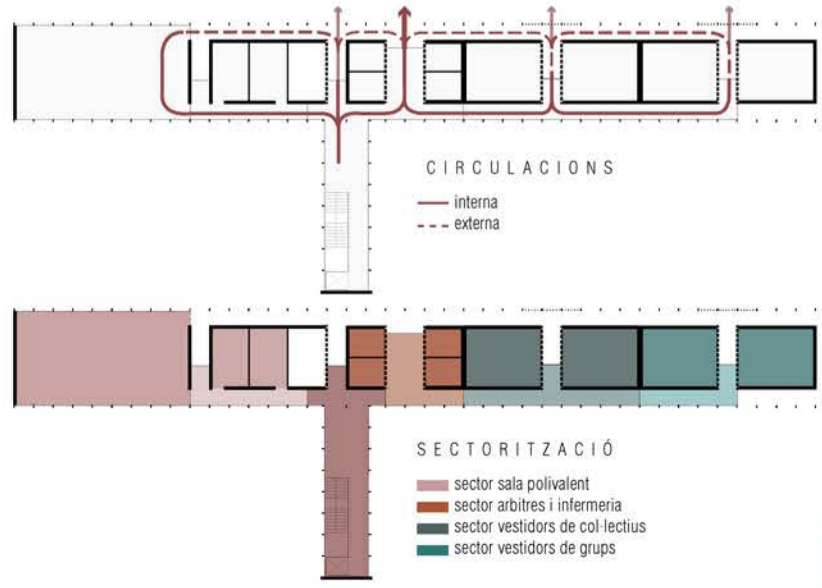 CIRCULACIONS
interna
externa
SECTORITZACIÓ
sector sala polivalent
sector arbitres i infermeria
sector vestidors de col·lectius
sector vestidors de grups